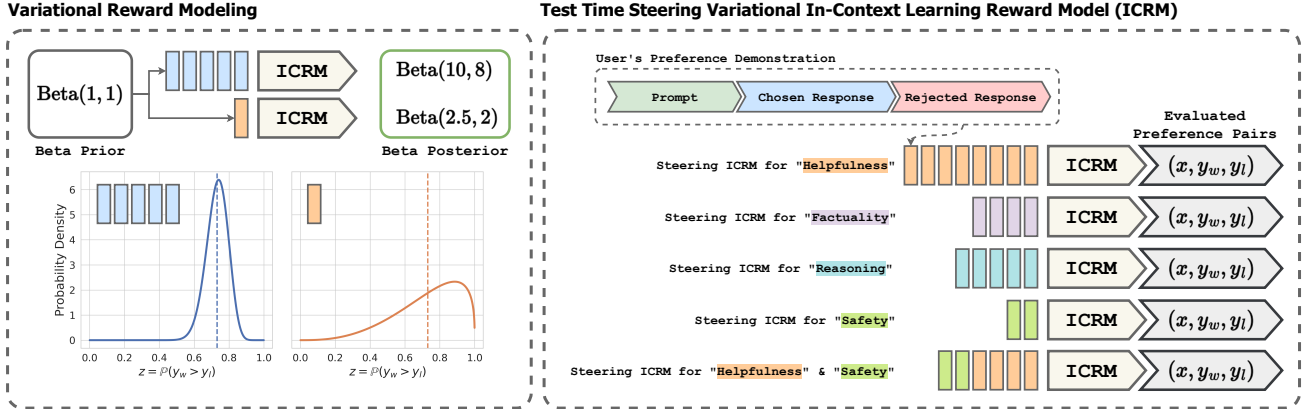 Variational Reward Modeling
Beta(1, 1)
ICRM
ICRM
Beta(10, 8)
Beta(2.5, 2)
Beta Prior
Beta Posterior
Probability Density
6
5
4
3
2
1
0
0.0 0.2 0.4 0.6 0.8 1.0
z = ℙ(y_w > y_l)
0.0 0.2 0.4 0.6 0.8 1.0
z = ℙ(y_w > y_l)
Test Time Steering Variational In-Context Learning Reward Model (ICRM)
User's Preference Demonstration
Prompt Chosen Response Rejected Response
Evaluated
Preference Pairs
Steering ICRM for "Helpfulness" ICRM (x, y_w, y_l)
Steering ICRM for "Factuality" ICRM (x, y_w, y_l)
Steering ICRM for "Reasoning" ICRM (x, y_w, y_l)
Steering ICRM for "Safety" ICRM (x, y_w, y_l)
Steering ICRM for "Helpfulness" & "Safety" ICRM (x, y_w, y_l)